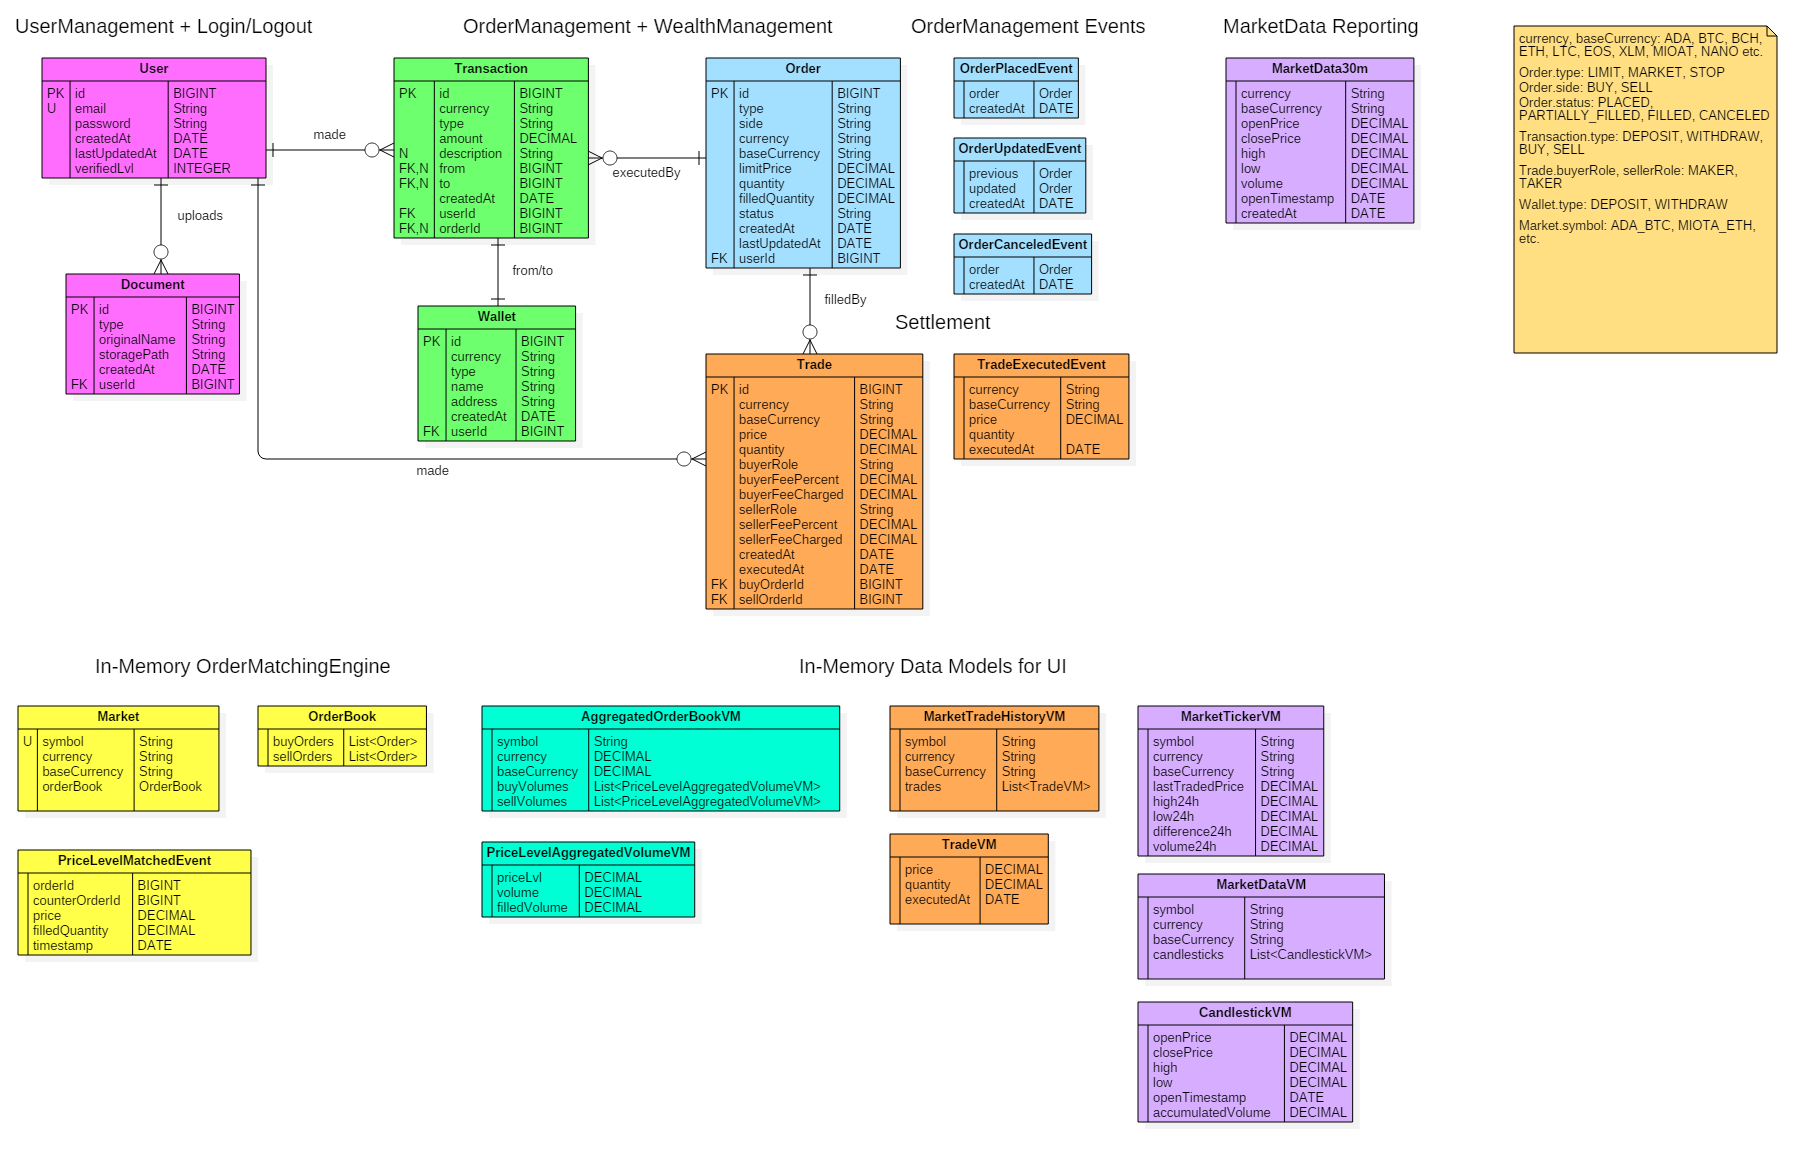 UserManagement + Login/Logout
OrderManagement + WealthManagement
OrderManagement Events
MarketData Reporting
User
PK id BIGINT
U email String
password String
createdAt DATE
lastUpdatedAt DATE
verifiedLvl INTEGER
made
uploads
Document
PK id BIGINT
type String
originalName String
storagePath String
createdAt DATE
FK userId BIGINT
Transaction
PK id BIGINT
currency String
type String
amount DECIMAL
N description String
FK,N from BIGINT
FK,N to BIGINT
createdAt DATE
FK userId BIGINT
FK,N orderId BIGINT
executedBy
from/to
Wallet
PK id BIGINT
currency String
type String
name String
address String
createdAt DATE
FK userId BIGINT
made
Order
PK id BIGINT
type String
side String
currency String
baseCurrency String
limitPrice DECIMAL
quantity DECIMAL
filledQuantity DECIMAL
status String
createdAt DATE
lastUpdatedAt DATE
FK userId BIGINT
filledBy
Trade
PK id BIGINT
currency String
baseCurrency String
price DECIMAL
quantity DECIMAL
buyerRole String
buyerFeePercent DECIMAL
buyerFeeCharged DECIMAL
sellerRole String
sellerFeePercent DECIMAL
sellerFeeCharged DECIMAL
createdAt DATE
executedAt DATE
FK buyOrderId BIGINT
FK sellOrderId BIGINT
OrderPlacedEvent
order Order
createdAt DATE
OrderUpdatedEvent
previous Order
updated Order
createdAt DATE
OrderCanceledEvent
order Order
createdAt DATE
Settlement
TradeExecutedEvent
currency String
baseCurrency String
price DECIMAL
quantity
executedAt DATE
MarketData30m
currency String
baseCurrency String
openPrice DECIMAL
closePrice DECIMAL
high DECIMAL
low DECIMAL
volume DECIMAL
openTimestamp DATE
createdAt DATE
currency, baseCurrency: ADA, BTC, BCH,
ETH, LTC, EOS, XLM, MIOAT, NANO etc.
Order.type: LIMIT, MARKET, STOP
Order.side: BUY, SELL
Order.status: PLACED,
PARTIALLY_FILLED, FILLED, CANCELED
Transaction.type: DEPOSIT, WITHDRAW,
BUY, SELL
Trade.buyerRole, sellerRole: MAKER,
TAKER
Wallet.type: DEPOSIT, WITHDRAW
Market.symbol: ADA_BTC, MIOTA_ETH,
etc.
In-Memory OrderMatchingEngine
In-Memory Data Models for UI
Market
U symbol String
currency String
baseCurrency String
orderBook OrderBook
OrderBook
buyOrders List<Order>
sellOrders List<Order>
PriceLevelMatchedEvent
orderId BIGINT
counterOrderId BIGINT
price DECIMAL
filledQuantity DECIMAL
timestamp DATE
AggregatedOrderBookVM
symbol String
currency DECIMAL
baseCurrency DECIMAL
buyVolumes List<PriceLevelAggregatedVolumeVM>
sellVolumes List<PriceLevelAggregatedVolumeVM>
PriceLevelAggregatedVolumeVM
priceLvl DECIMAL
volume DECIMAL
filledVolume DECIMAL
MarketTradeHistoryVM
symbol String
currency String
baseCurrency String
trades List<TradeVM>
TradeVM
price DECIMAL
quantity DECIMAL
executedAt DATE
MarketTickerVM
symbol String
currency String
baseCurrency String
lastTradedPrice DECIMAL
high24h DECIMAL
low24h DECIMAL
difference24h DECIMAL
volume24h DECIMAL
MarketDataVM
symbol String
currency String
baseCurrency String
candlesticks List<CandlestickVM>
CandlestickVM
openPrice DECIMAL
closePrice DECIMAL
high DECIMAL
low DECIMAL
openTimestamp DATE
accumulatedVolume DECIMAL